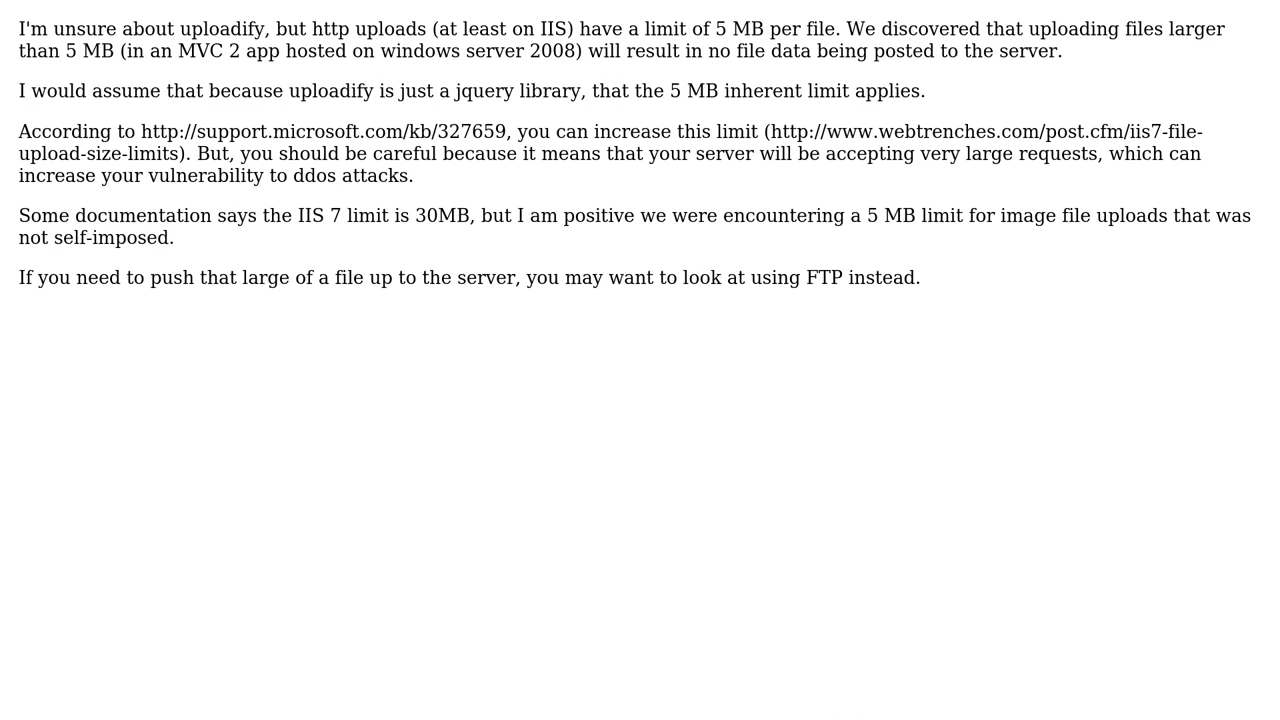 I'm unsure about uploadify, but http uploads (at least on IIS) have a limit of 5 MB per file. We discovered that uploading files larger
than 5 MB (in an MVC 2 app hosted on windows server 2008) will result in no file data being posted to the server.
I would assume that because uploadify is just a jquery library, that the 5 MB inherent limit applies.
According to http://support.microsoft.com/kb/327659, you can increase this limit (http://www.webtrenches.com/post.cfm/iis7-file-
upload-size-limits). But, you should be careful because it means that your server will be accepting very large requests, which can
increase your vulnerability to ddos attacks.
Some documentation says the IIS 7 limit is 30MB, but I am positive we were encountering a 5 MB limit for image file uploads that was
not self-imposed.
If you need to push that large of a file up to the server, you may want to look at using FTP instead.